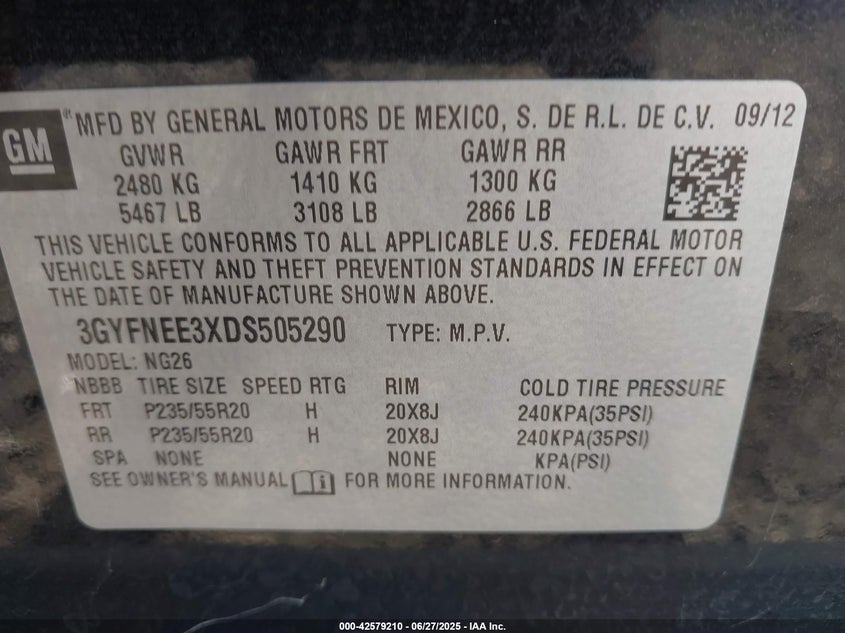 GM
® MFD BY GENERAL MOTORS DE MEXICO, S. DE R.L. DE C.V. 09/12
GVWR GAWR FRT GAWR RR
2480 KG 1410 KG 1300 KG
5467 LB 3108 LB 2866 LB
THIS VEHICLE CONFORMS TO ALL APPLICABLE U.S. FEDERAL MOTOR
VEHICLE SAFETY AND THEFT PREVENTION STANDARDS IN EFFECT ON
THE DATE OF MANUFACTURE SHOWN ABOVE.
3GYFNEE3XDS505290 TYPE: M.P.V.
MODEL: NG26
NBBB TIRE SIZE SPEED RTG RIM COLD TIRE PRESSURE
FRT P235/55R20 H 20X8J 240KPA(35PSI)
RR P235/55R20 H 20X8J 240KPA(35PSI)
SPA NONE NONE KPA(PSI)
SEE OWNER'S MANUAL i FOR MORE INFORMATION.
000-42579210 - 06/27/2025 - IAA Inc.